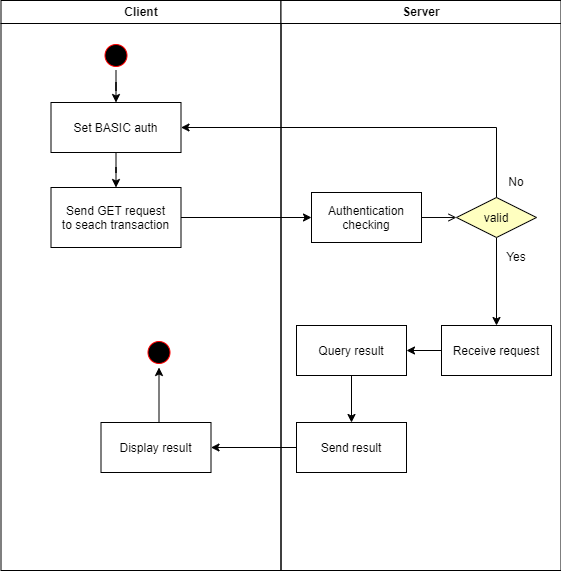 Client
Server
Set BASIC auth
Send GET request
to seach transaction
Authentication
checking
valid
No
Yes
Query result
Receive request
Display result
Send result